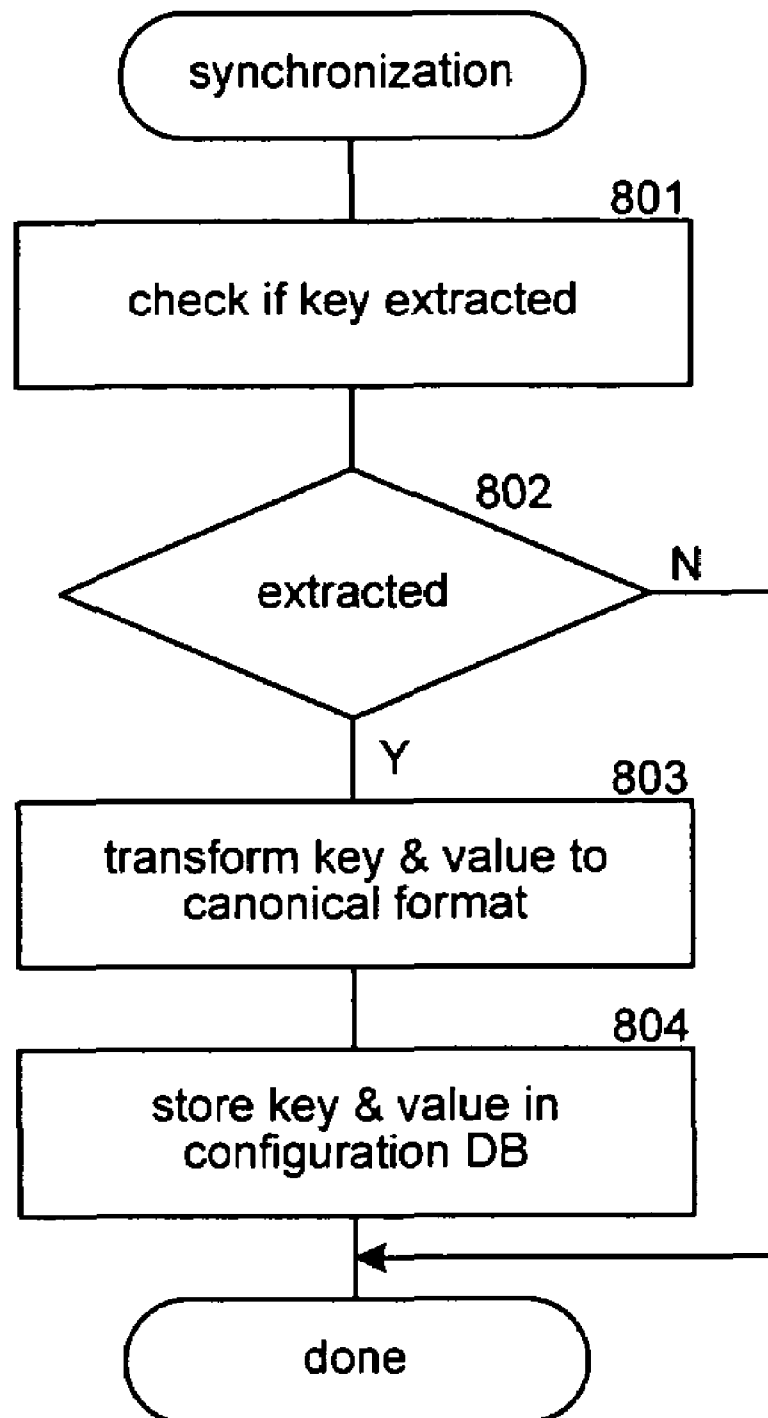 synchronization
801
check if key extracted
802
extracted
N
Y
803
transform key & value to
canonical format
804
store key & value in
configuration DB
done